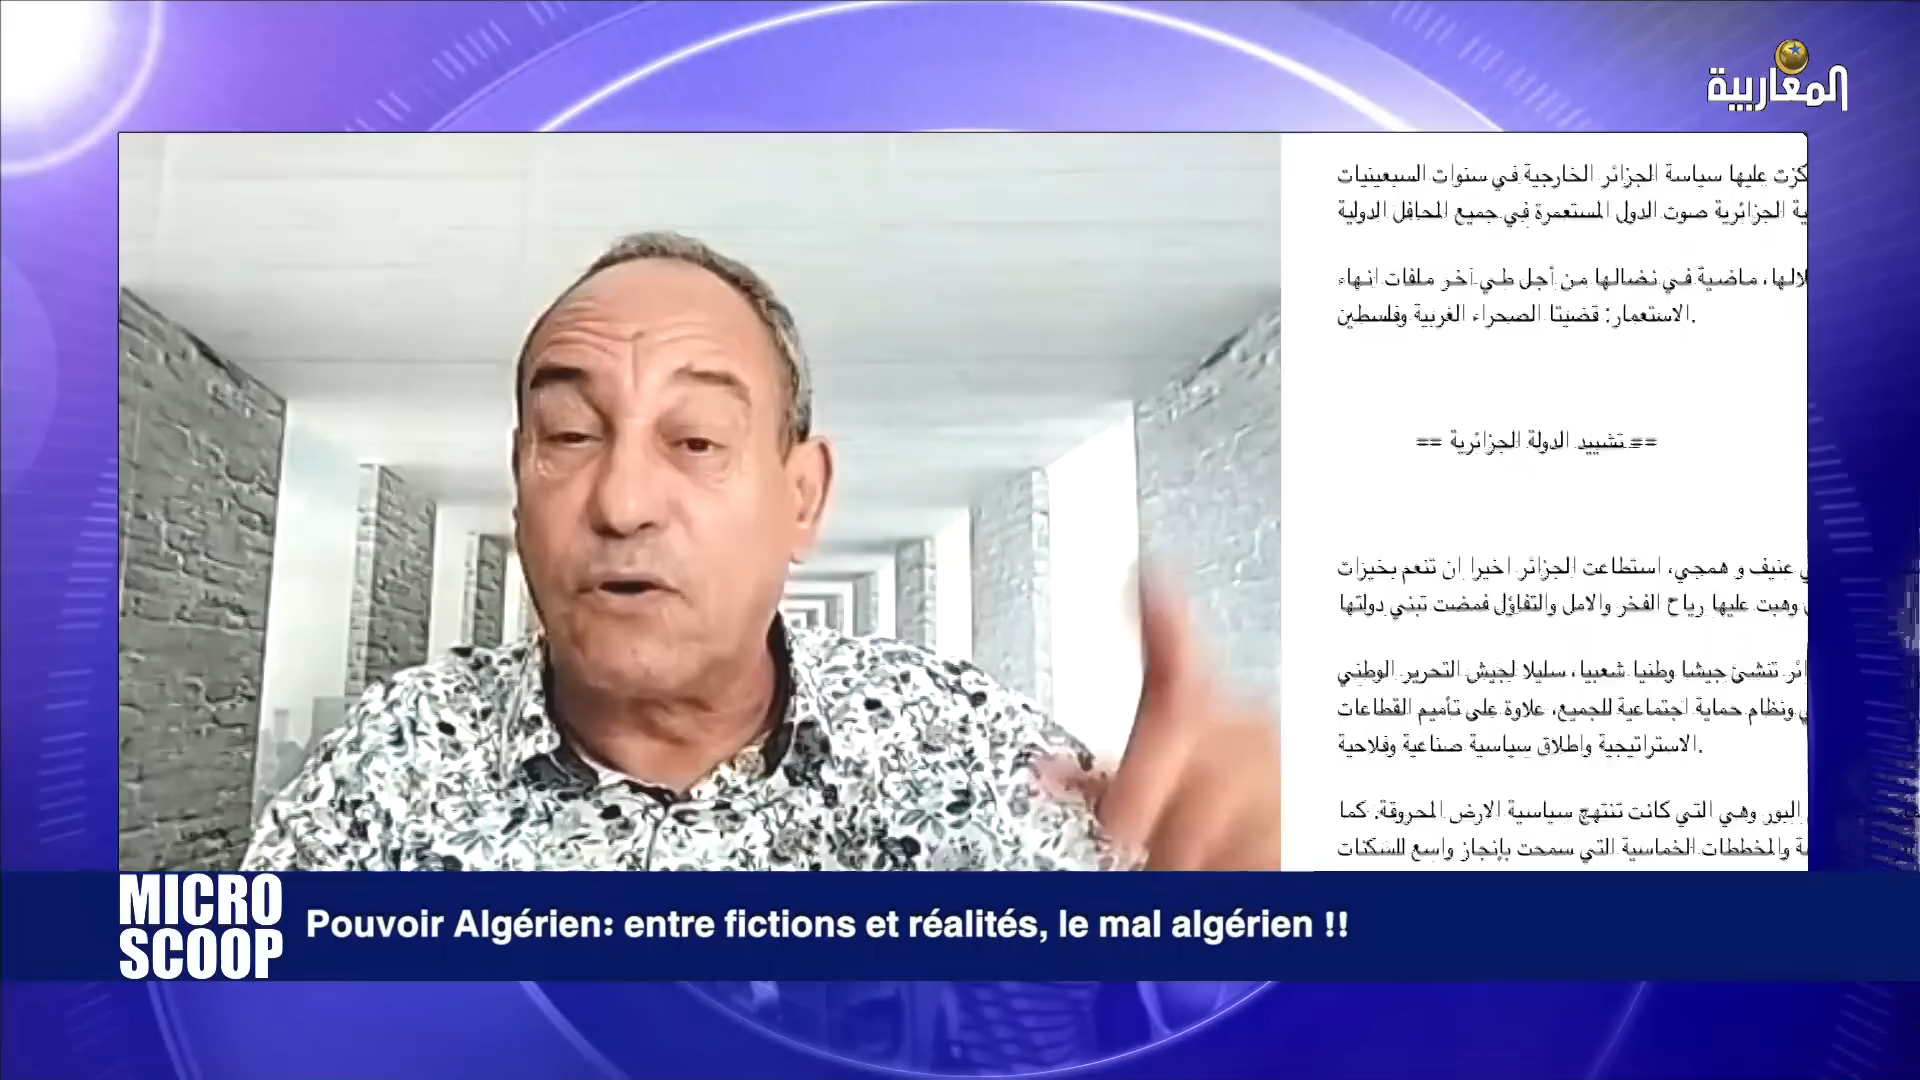 المغاربية
كزت عليها سياسة الجزائر الخارجية في سنوات السبعينيات
ية الجزائرية صوت الدول المستعمرة في جميع المحافل الدولية
لالها، ماضية في نضالها من أجل طي آخر ملفات انهاء
الاستعمار: قضيتا الصحراء الغربية وفلسطين.
== تشييد الدولة الجزائرية ==
ي عنيف و همجي، استطاعت الجزائر اخيرا ان تنعم بخيرات
وهبت عليها رياح الفخر والامل والتفاؤل فمضت تبني دولتها
ائر تنشئ جيشا وطنيا شعبيا، سليلا لجيش التحرير الوطني
ي ونظام حماية اجتماعية للجميع، علاوة على تأميم القطاعات
الاستراتيجية واطلاق سياسية صناعية وفلاحية.
البور وهي التي كانت تنتهج سياسية الارض المحروقة. كما
ة والمخططات الخماسية التي سمحت بإنجاز واسع للسكنات
MICRO
SCOOP
Pouvoir Algérien: entre fictions et réalités, le mal algérien !!